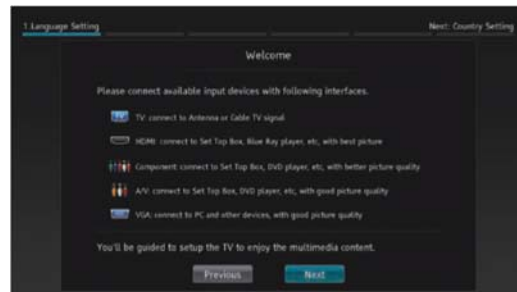 1 Language Setting
Next: Country Setting
Welcome
Please connect available input devices with following interfaces.
TV TV: connect to Antenna or Cable TV signal
HDMI: connect to Set Top Box, Blue Ray player, etc, with best picture
Component: connect to Set Top Box, DVD player, etc, with better picture quality
A/V: connect to Set Top Box, DVD player, etc, with good picture quality
VGA: connect to PC and other devices, with good picture quality
You'll be guided to setup the TV to enjoy the multimedia content.
Previous Next